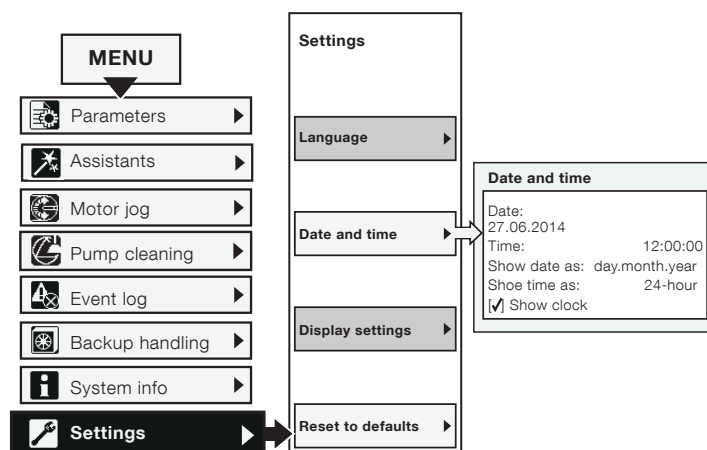 MENU
Parameters
Assistants
Motor jog
Pump cleaning
Event log
Backup handling
System info
Settings
Settings
Language
Date and time
Display settings
Reset to defaults
Date and time
Date:
27.06.2014
Time: 12:00:00
Show date as: day.month.year
Shoe time as: 24-hour
[✓] Show clock